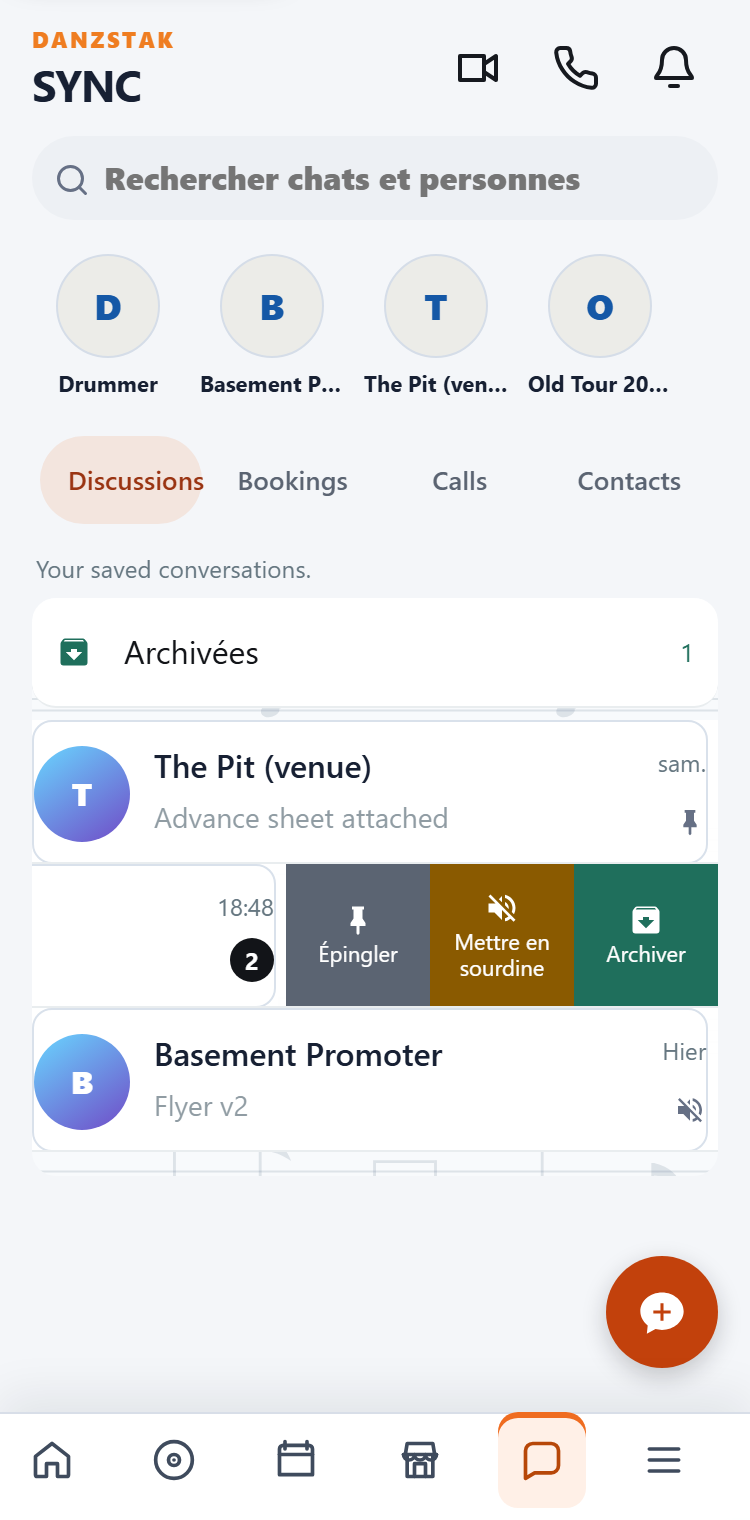 DANZSTAK
SYNC
Rechercher chats et personnes
D
B
T
O
Drummer
Basement P...
The Pit (ven...
Old Tour 20...
Discussions
Bookings
Calls
Contacts
Your saved conversations.
Archivées
1
T
The Pit (venue)
sam.
Advance sheet attached
18:48
2
Épingler
Mettre en
sourdine
Archiver
B
Basement Promoter
Hier
Flyer v2